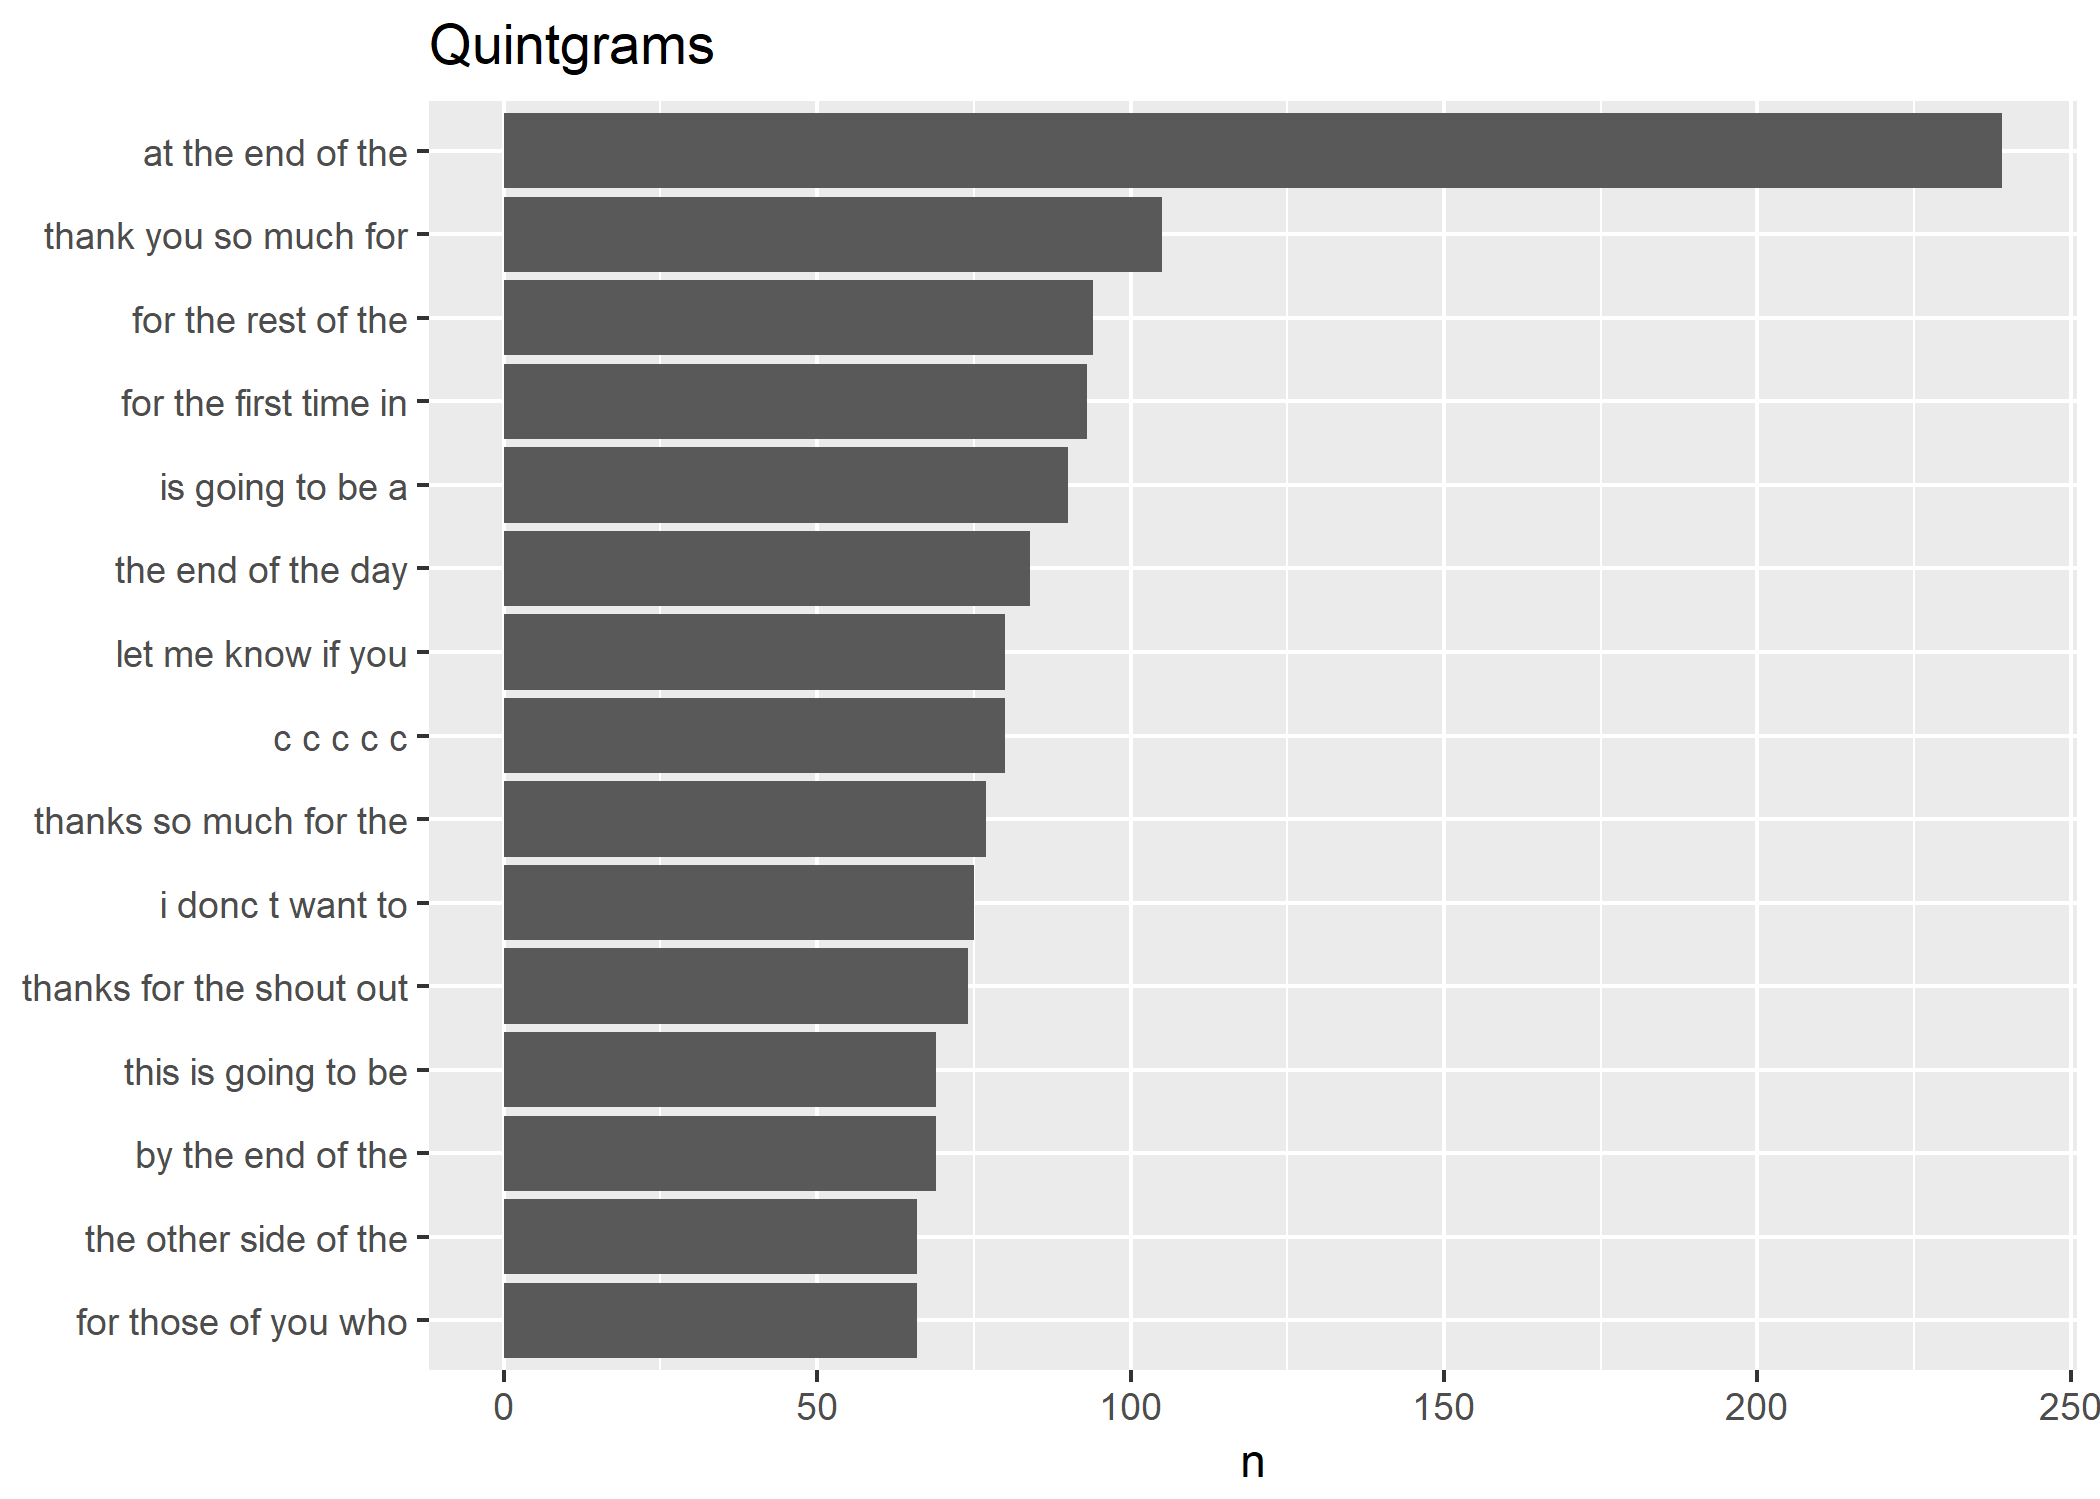 Quintgrams
at the end of the
thank you so much for
for the rest of the
for the first time in
is going to be a
the end of the day
let me know if you
c c c c c
thanks so much for the
i donc t want to
thanks for the shout out
this is going to be
by the end of the
the other side of the
for those of you who
0 50 100 150 200 250
n